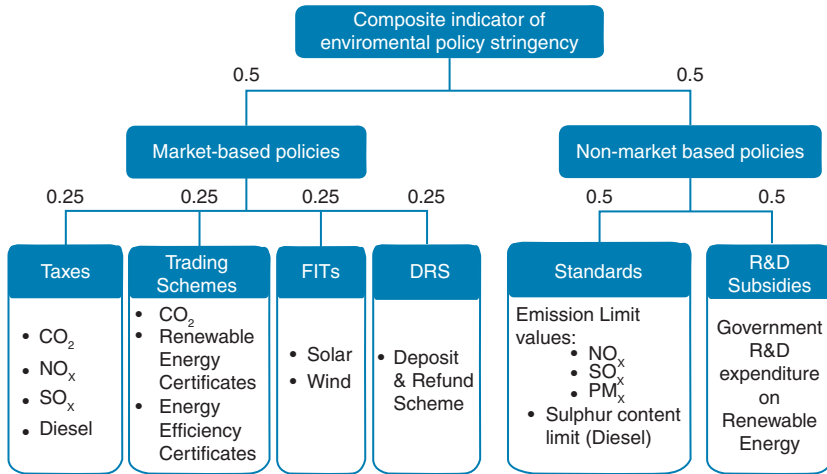 Composite indicator of
enviromental policy stringency
0.5
0.5
Market-based policies
Non-market based policies
0.25
0.25
0.25
0.25
0.5
0.5
Taxes
• CO₂
• NOₓ
• SOₓ
• Diesel
Trading
Schemes
• CO₂
• Renewable
Energy
Certificates
• Energy
Efficiency
Certificates
FITs
• Solar
• Wind
DRS
• Deposit
& Refund
Scheme
Standards
Emission Limit
values:
• NOₓ
• SOₓ
• PMₓ
• Sulphur content
limit (Diesel)
R&D
Subsidies
Government
R&D
expenditure
on
Renewable
Energy